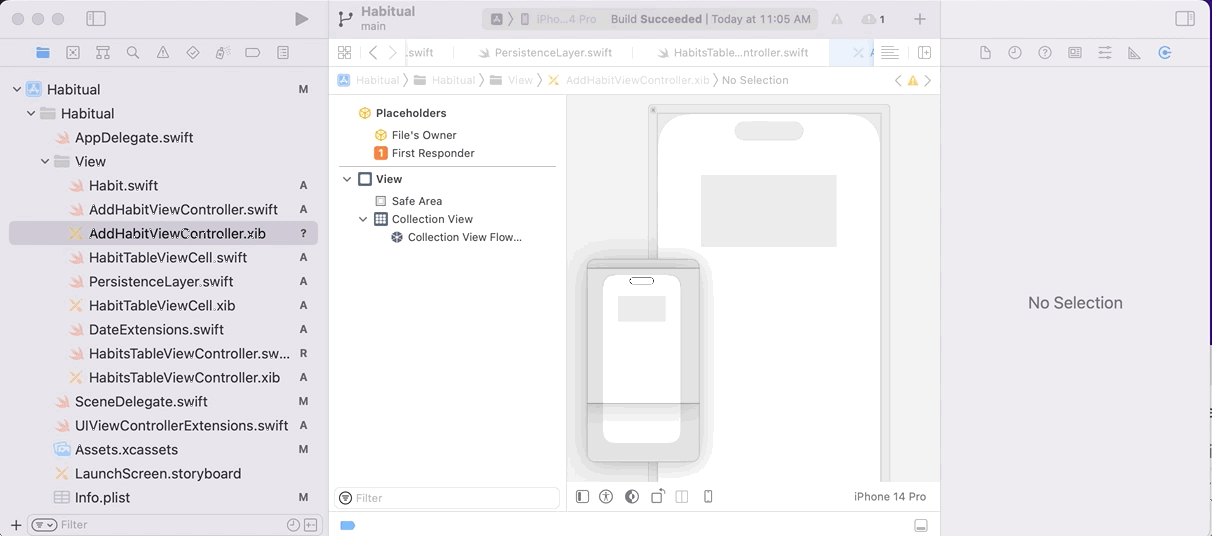 Habitual
main
iPho...4 Pro
Build Succeeded | Today at 11:05 AM
1
.swift
PersistenceLayer.swift
HabitsTable...ntroller.swift
Habitual
Habitual
View
AddHabitViewController.xib
No Selection
Habitual M
Habitual
AppDelegate.swift
View
Habit.swift A
AddHabitViewController.swift A
AddHabitViewController.xib ?
HabitTableViewCell.swift A
PersistenceLayer.swift A
HabitTableViewCell.xib A
DateExtensions.swift A
HabitsTableViewController.sw... R
HabitsTableViewController.xib A
SceneDelegate.swift M
UIViewControllerExtensions.swift A
Assets.xcassets M
LaunchScreen.storyboard
Info.plist M
Filter
Placeholders
File's Owner
1 First Responder
View
Safe Area
Collection View
Collection View Flow...
Filter
iPhone 14 Pro
No Selection